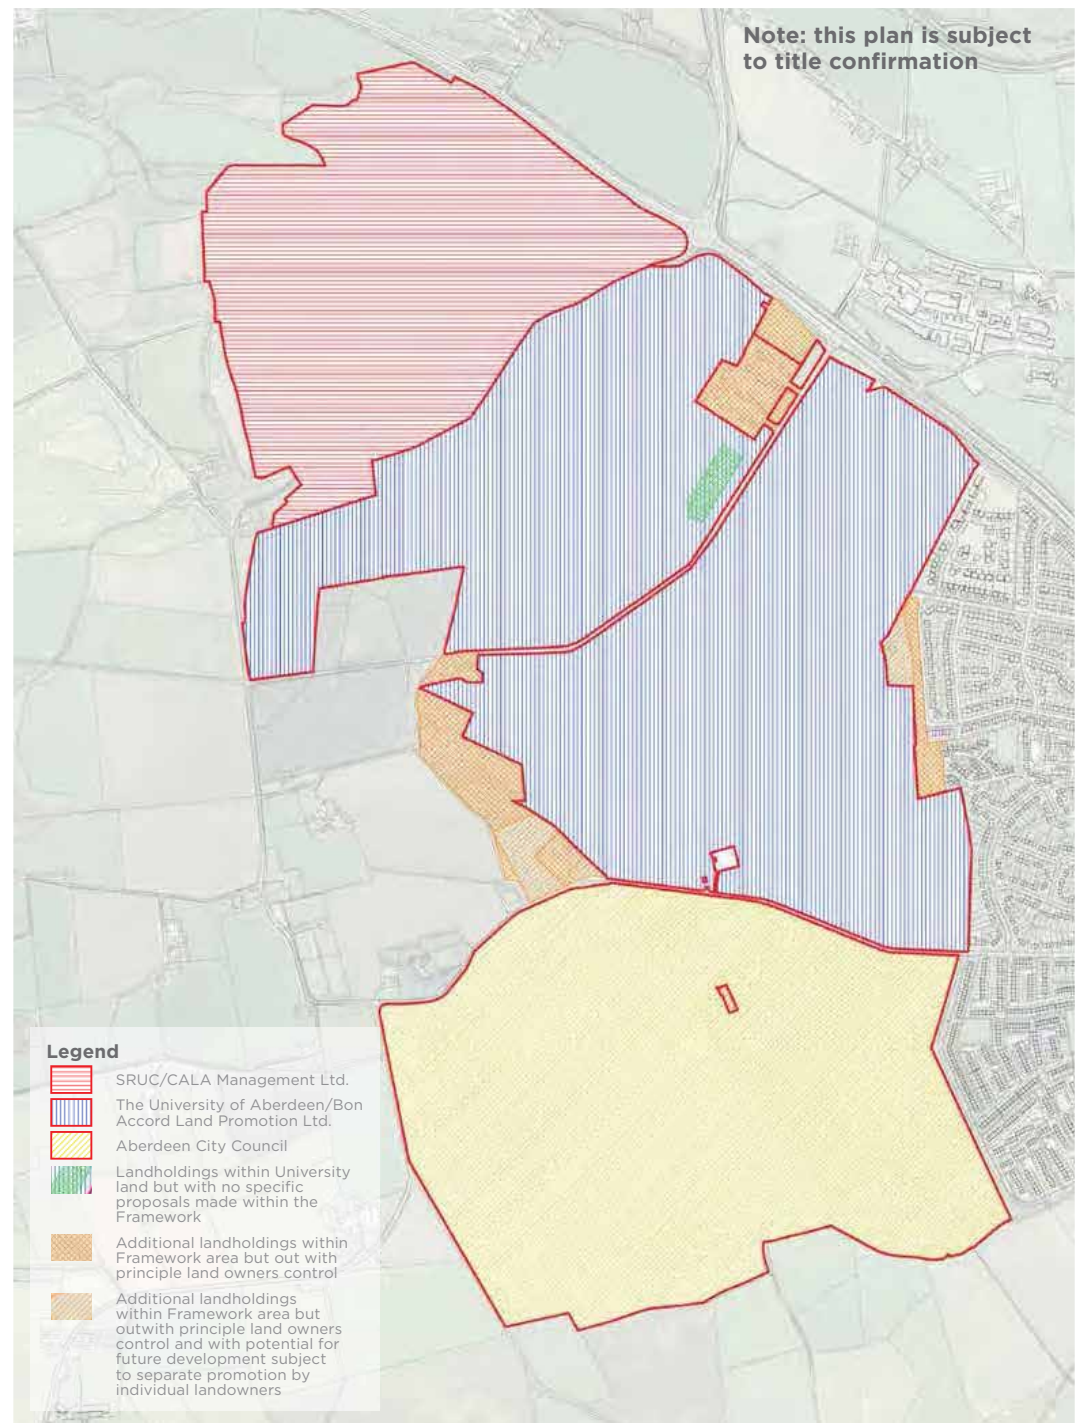 Note: this plan is subject
to title confirmation
Legend
SRUC/CALA Management Ltd.
The University of Aberdeen/Bon
Accord Land Promotion Ltd.
Aberdeen City Council
Landholdings within University
land but with no specific
proposals made within the
Framework
Additional landholdings within
Framework area but out with
principle land owners control
Additional landholdings
within Framework area but
outwith principle land owners
control and with potential for
future development subject
to separate promotion by
individual landowners